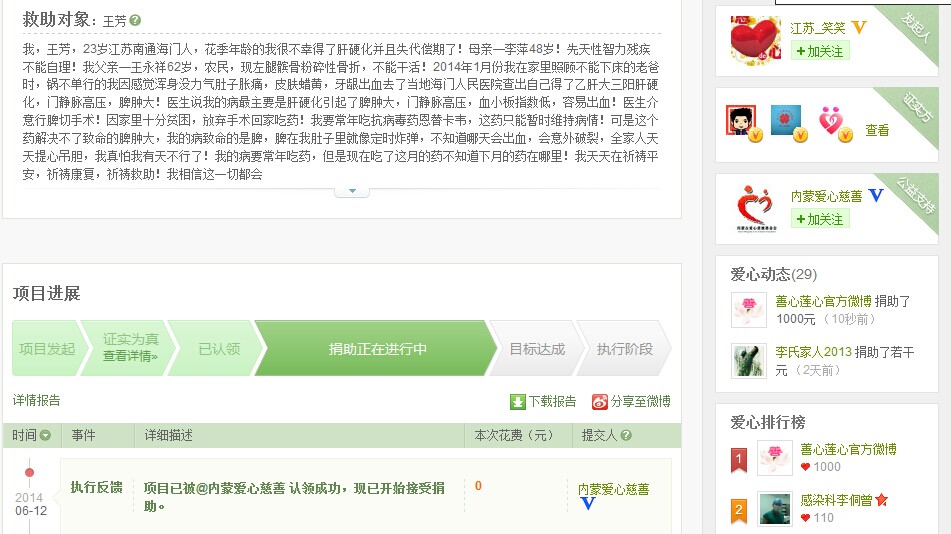 救助对象：王芳
我，王芳，23岁江苏南通海门人，花季年龄的我很不幸得了肝硬化并且失代偿期了！母亲—李萍48岁！先天性智力残疾
不能自理！我父亲—王永祥62岁，农民，现左腿髌骨粉碎性骨折，不能干活！2014年1月份我在家里照顾不能下床的老爸
时，祸不单行的我因感觉浑身没力气肚子胀痛，皮肤蜡黄，牙龈出血去了当地海门人民医院查出自己得了乙肝大三阳肝硬
化，门静脉高压，脾肿大！医生说我的病最主要是肝硬化引起了脾肿大，门静脉高压，血小板指数低，容易出血！医生介
意行脾切手术！因家里十分贫困，放弃手术回家吃药！我要常年吃抗病毒药恩替卡韦，这药只能暂时维持病情！可是这个
药解决不了致命的脾肿大，我的病致命的是脾，脾在我肚子里就像定时炸弹，不知道哪天会出血，会意外破裂，全家人天
天提心吊胆，我真怕我有天不行了！我的病要常年吃药，但是现在吃了这月的药不知道下月的药在哪里！我天天在祈祷平
安，祈祷康复，祈祷救助！我相信这一切都会
项目进展
项目发起
证实为真
查看详情»
已认领
捐助正在进行中
目标达成
执行阶段
详情报告
下载报告
分享至微博
时间 事件 详细描述 本次花费（元） 提交人
2014
06-12
执行反馈
项目已被@内蒙爱心慈善 认领成功，现已开始接受捐
助。
0
内蒙爱心慈善
江苏_笑笑
+加关注
发起人
查看
证实方
内蒙爱心慈善
+加关注
公益支持
爱心动态(29)
善心莲心官方微博 捐助了
1000元 （10秒前）
李氏家人2013 捐助了若干
元 （2天前）
爱心排行榜
1
善心莲心官方微博
1000
2
感染科李侗曾
110